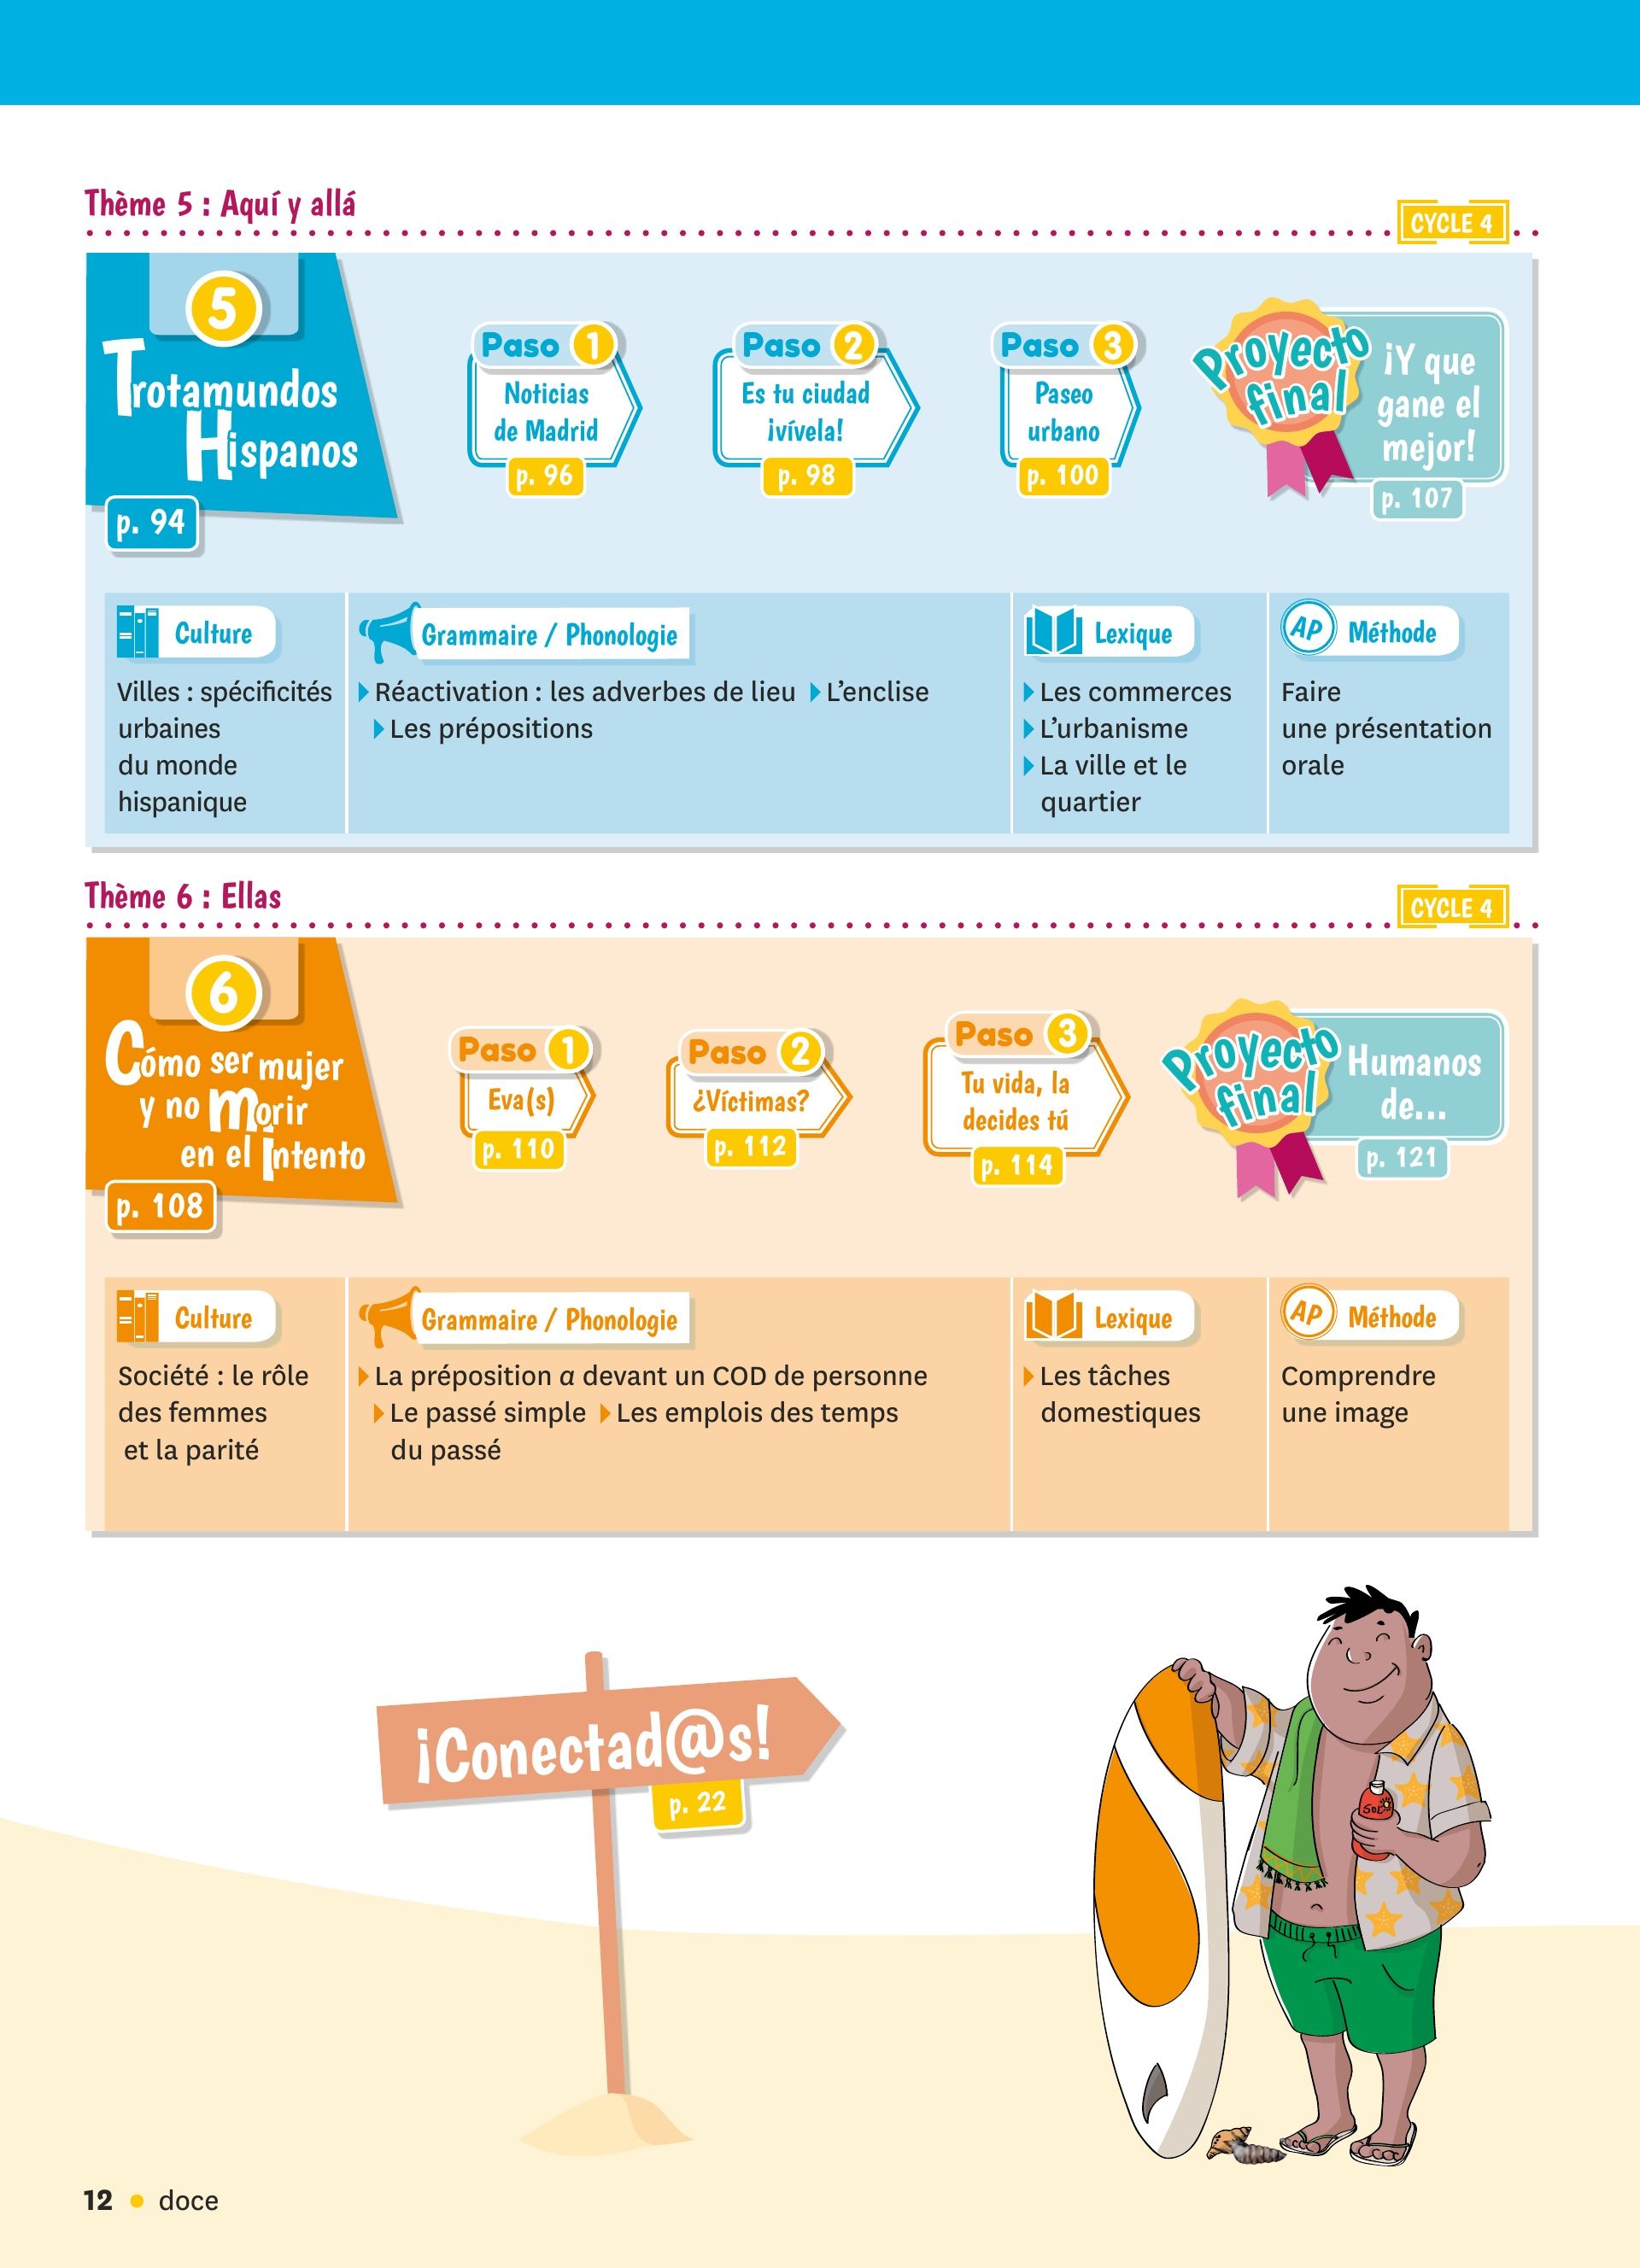 Thème 5 : Aquí y allá
CYCLE 4
5
Trotamundos
Hispanos
p. 94
Paso 1
Noticias
de Madrid
p. 96
Paso 2
Es tu ciudad
¡vívela!
p. 98
Paso 3
Paseo
urbano
p. 100
Proyecto
final
¡Y que
gane el
mejor!
p. 107
Culture
Villes : spécificités
urbaines
du monde
hispanique
Grammaire / Phonologie
Réactivation : les adverbes de lieu L'enclise
Les prépositions
Lexique
Les commerces
L'urbanisme
La ville et le
quartier
AP Méthode
Faire
une présentation
orale
Thème 6 : Ellas
CYCLE 4
6
Cómo ser mujer
y no morir
en el Intento
p. 108
Paso 1
Eva(s)
p. 110
Paso 2
¿Víctimas?
p. 112
Paso 3
Tu vida, la
decides tú
p. 114
Proyecto
final
Humanos
de...
p. 121
Culture
Société : le rôle
des femmes
et la parité
Grammaire / Phonologie
La préposition a devant un COD de personne
Le passé simple Les emplois des temps
du passé
Lexique
Les tâches
domestiques
AP Méthode
Comprendre
une image
¡Conectad@s!
p. 22
Sol
12 • doce